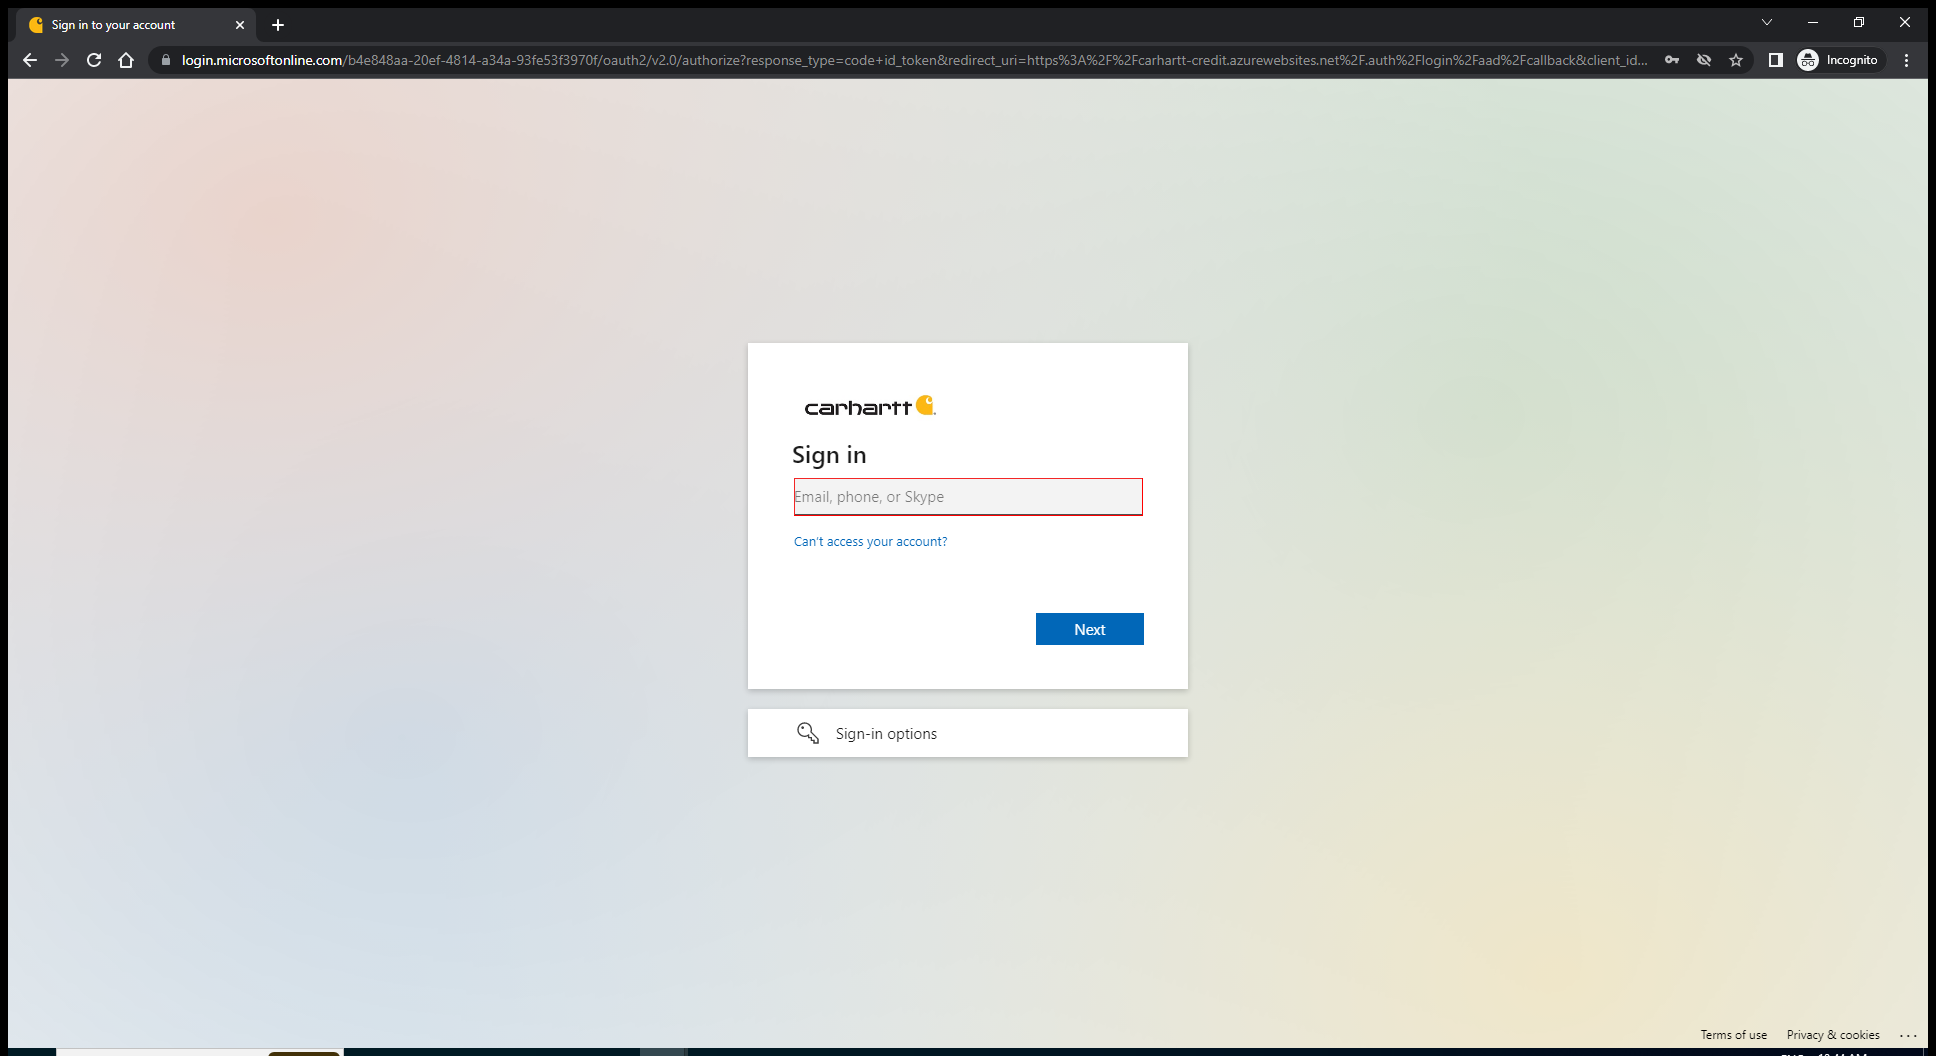 Sign in to your account
login.microsoftonline.com/b4e848aa-20ef-4814-a34a-93fe53f3970f/oauth2/v2.0/authorize?response_type=code+id_token&redirect_uri=https%3A%2F%2Fcarhartt-credit.azurewebsites.net%2F.auth%2Flogin%2Faad%2Fcallback&client_id...
Incognito
carhartt
Sign in
Email, phone, or Skype
Can't access your account?
Next
Sign-in options
Terms of use
Privacy & cookies